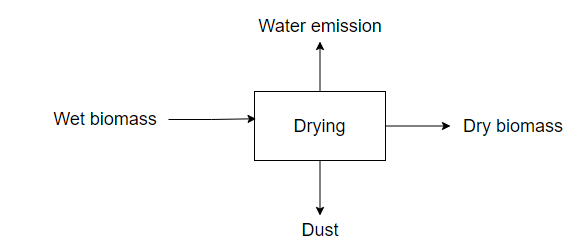 Water emission
Wet biomass
Drying
Dry biomass
Dust